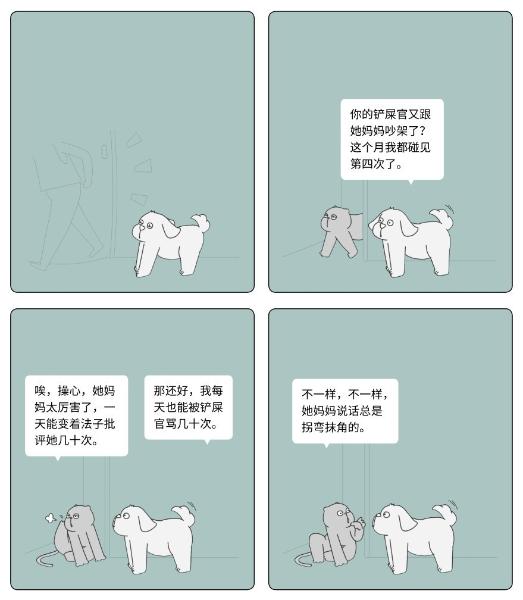 你的铲屎官又跟
她妈妈吵架了？
这个月我都碰见
第四次了。
唉，操心，她妈
妈太厉害了，一
天能变着法子批
评她几十次。
那还好，我每
天也能被铲屎
官骂几十次。
不一样，不一样，
她妈妈说话总是
拐弯抹角的。